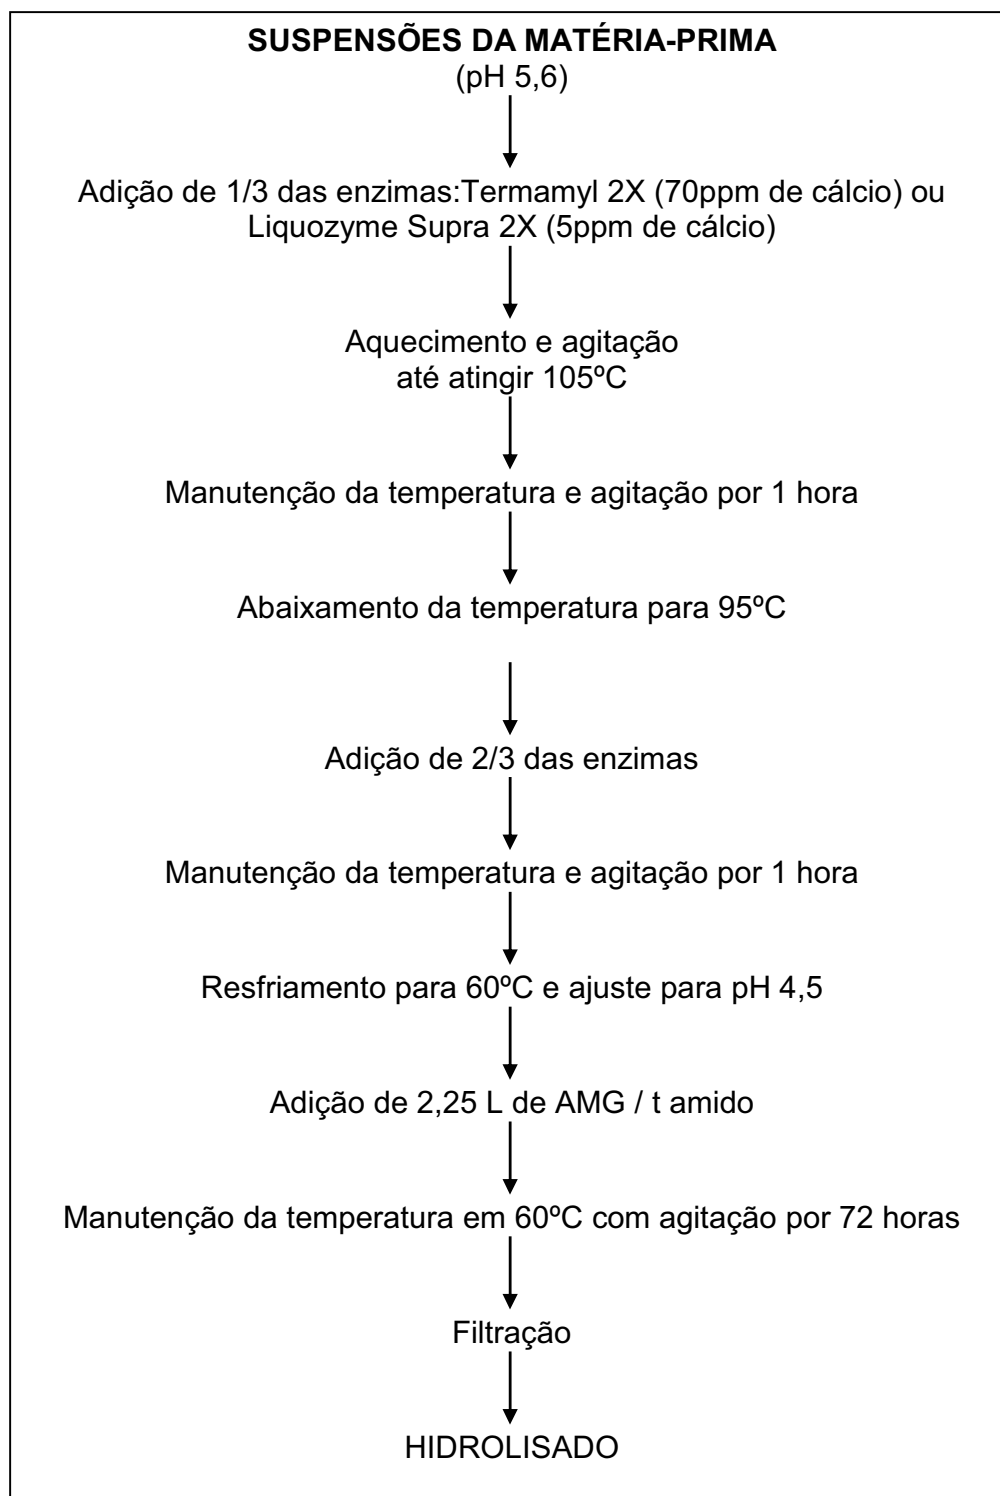 SUSPENSÕES DA MATÉRIA-PRIMA
(pH 5,6)
Adição de 1/3 das enzimas:Termamyl 2X (70ppm de cálcio) ou
Liquozyme Supra 2X (5ppm de cálcio)
Aquecimento e agitação
até atingir 105ºC
Manutenção da temperatura e agitação por 1 hora
Abaixamento da temperatura para 95ºC
Adição de 2/3 das enzimas
Manutenção da temperatura e agitação por 1 hora
Resfriamento para 60ºC e ajuste para pH 4,5
Adição de 2,25 L de AMG / t amido
Manutenção da temperatura em 60ºC com agitação por 72 horas
Filtração
HIDROLISADO